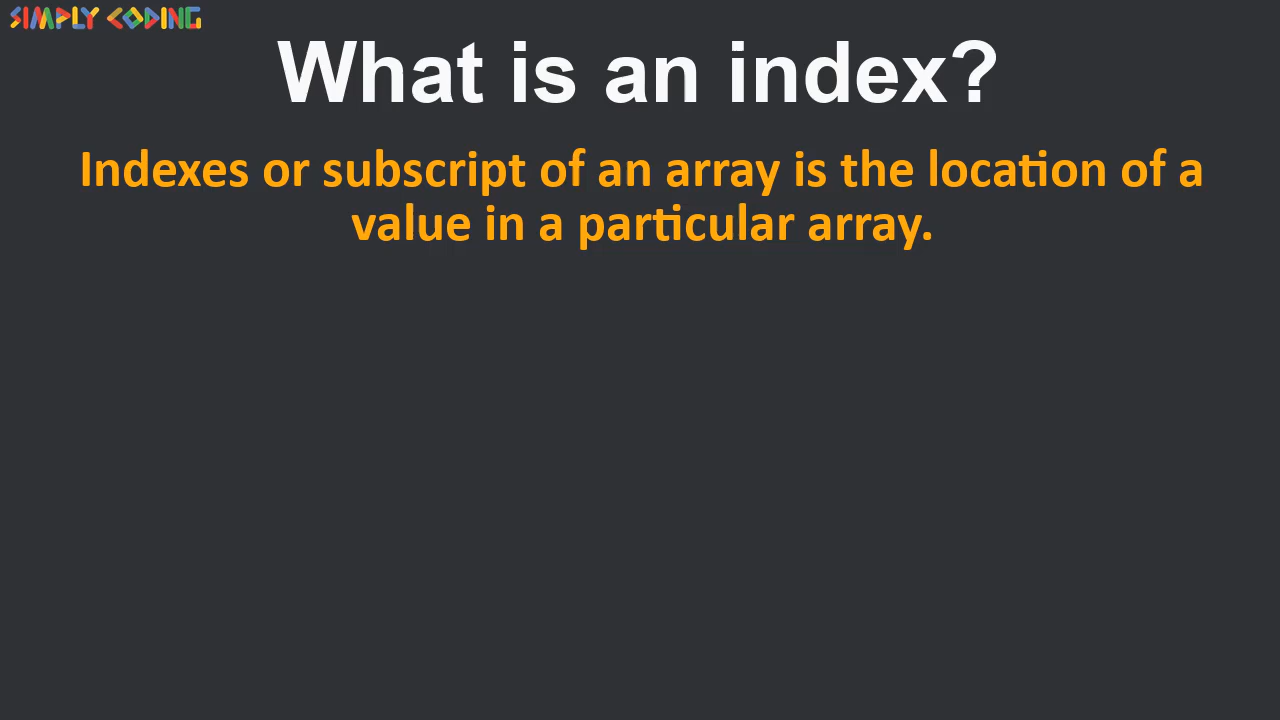 SIMPLY CODING
What is an index?
Indexes or subscript of an array is the location of a
value in a particular array.